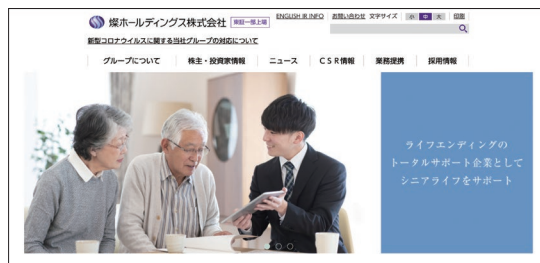 燦ホールディングス株式会社 東証一部上場 ENGLISH IR INFO お問い合わせ 文字サイズ 小 中 大 印刷
新型コロナウイルスに関する当社グループの対応について
グループについて 株主・投資家情報 ニュース CSR情報 業務提携 採用情報
ライフエンディングの
トータルサポート企業として
シニアライフをサポート